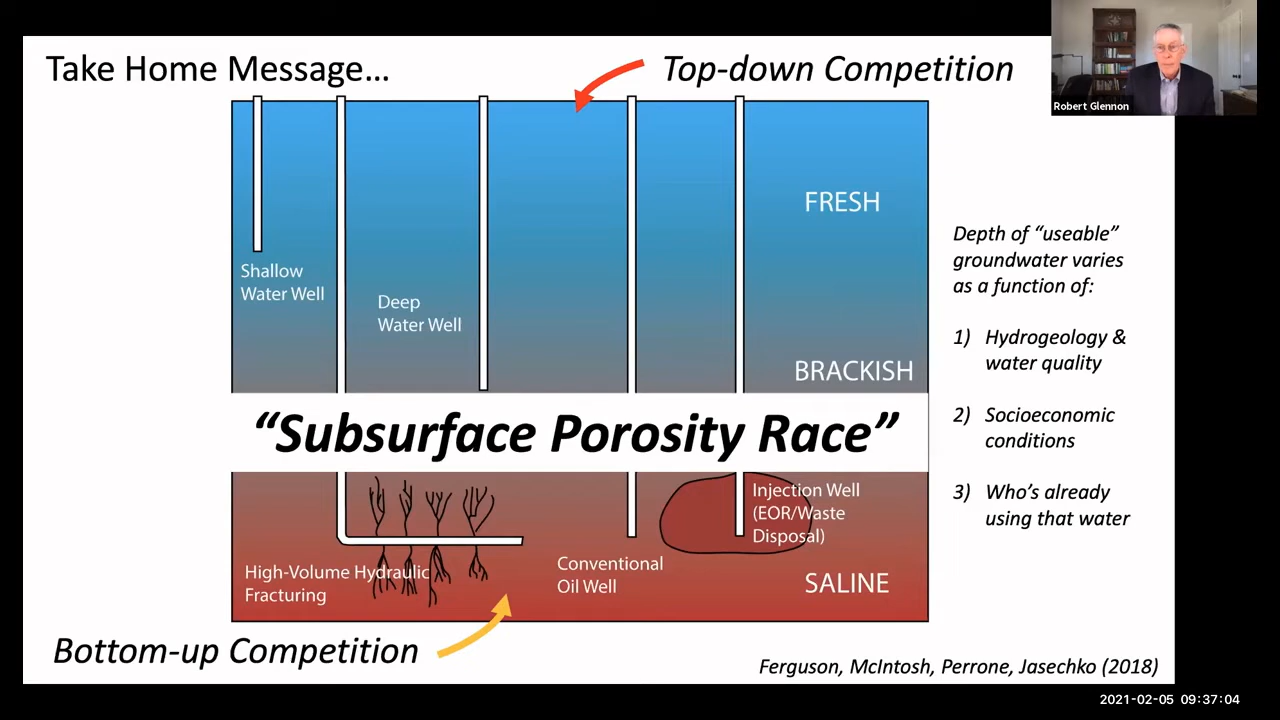 Take Home Message…
Top-down Competition
Robert Glennon
FRESH
Shallow
Water Well
Deep
Water Well
BRACKISH
“Subsurface Porosity Race”
Injection Well
(EOR/Waste
Disposal)
High-Volume Hydraulic
Fracturing
Conventional
Oil Well
SALINE
Depth of “useable”
groundwater varies
as a function of:
1) Hydrogeology &
water quality
2) Socioeconomic
conditions
3) Who’s already
using that water
Bottom-up Competition
Ferguson, McIntosh, Perrone, Jasechko (2018)
2021-02-05 09:37:04